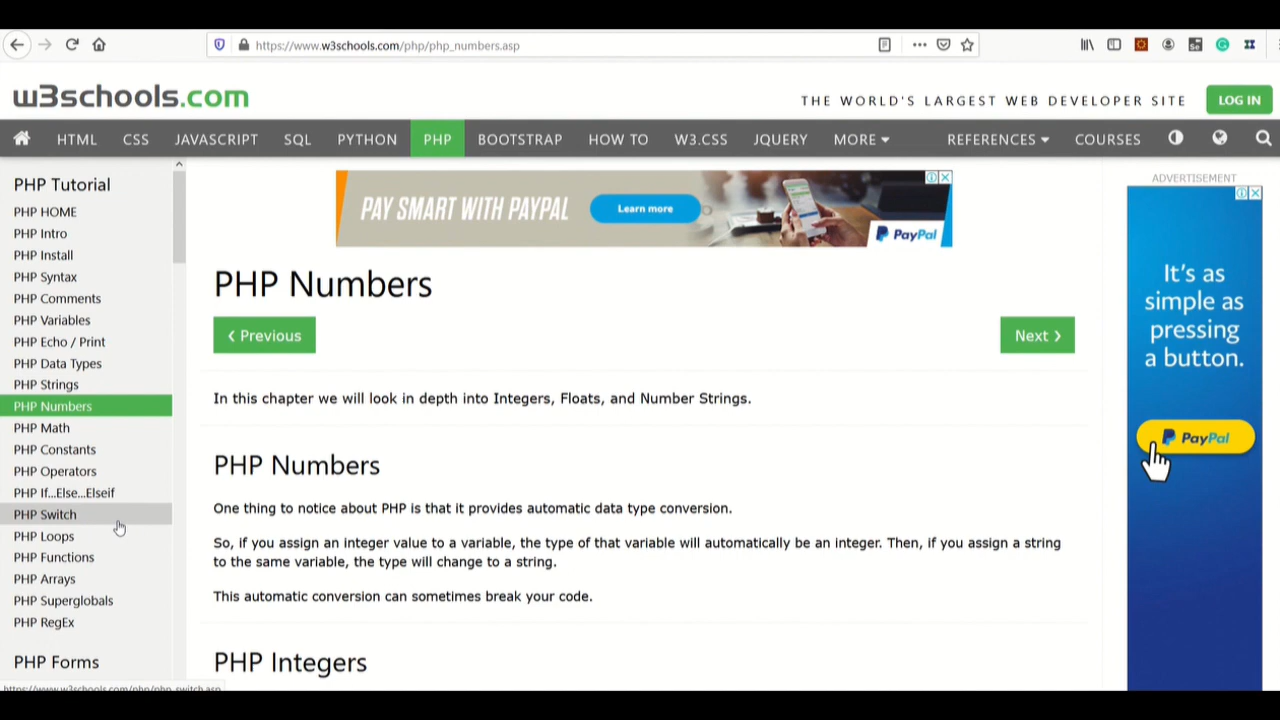 https://www.w3schools.com/php/php_numbers.asp
w3schools.com
THE WORLD'S LARGEST WEB DEVELOPER SITE
LOG IN
HTML CSS JAVASCRIPT SQL PYTHON PHP BOOTSTRAP HOW TO W3.CSS JQUERY MORE REFERENCES COURSES
PHP Tutorial
PHP HOME
PHP Intro
PHP Install
PHP Syntax
PHP Comments
PHP Variables
PHP Echo / Print
PHP Data Types
PHP Strings
PHP Numbers
PHP Math
PHP Constants
PHP Operators
PHP If...Else...Elseif
PHP Switch
PHP Loops
PHP Functions
PHP Arrays
PHP Superglobals
PHP RegEx
PHP Forms
https://www.w3schools.com/php/php_switch.asp
PAY SMART WITH PAYPAL
Learn more
PayPal
PHP Numbers
❮ Previous
Next ❯
In this chapter we will look in depth into Integers, Floats, and Number Strings.
PHP Numbers
One thing to notice about PHP is that it provides automatic data type conversion.
So, if you assign an integer value to a variable, the type of that variable will automatically be an integer. Then, if you assign a string
to the same variable, the type will change to a string.
This automatic conversion can sometimes break your code.
PHP Integers
ADVERTISEMENT
It's as
simple as
pressing
a button.
PayPal